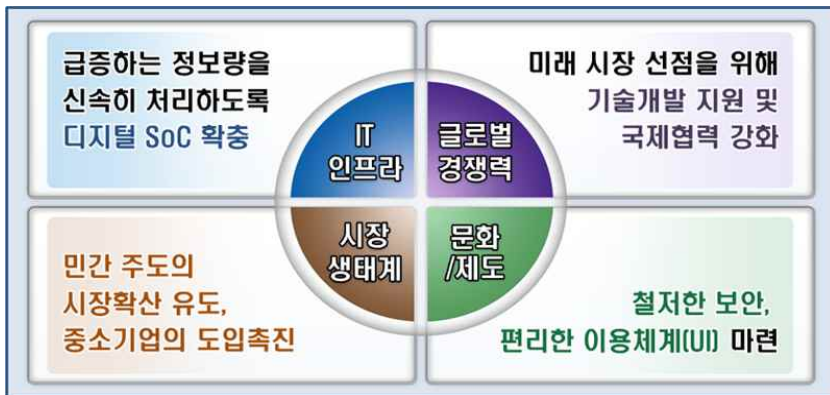 급증하는 정보량을
신속히 처리하도록
디지털 SoC 확충
IT
인프라
글로벌
경쟁력
미래 시장 선점을 위해
기술개발 지원 및
국제협력 강화
민간 주도의
시장확산 유도,
중소기업의 도입촉진
시장
생태계
문화
/제도
철저한 보안,
편리한 이용체계(UI) 마련